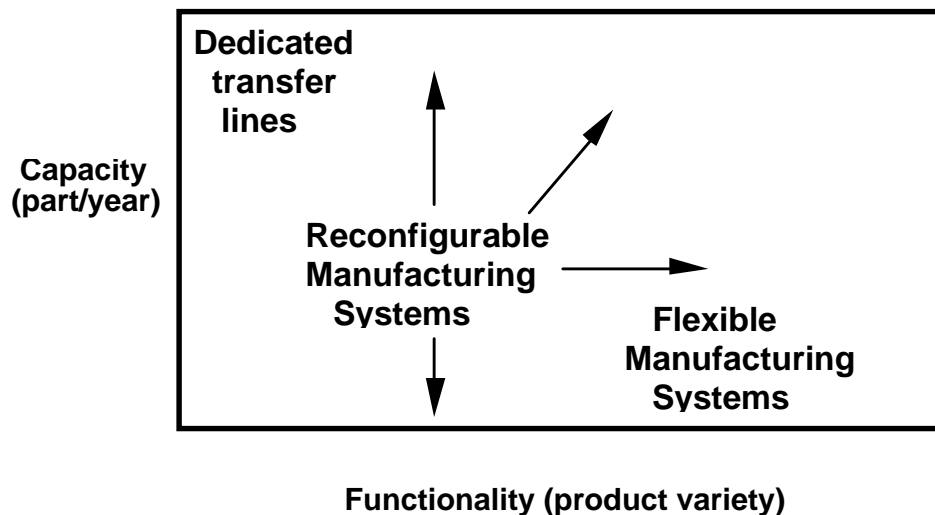 Dedicated
transfer
lines
Capacity
(part/year)
Reconfigurable
Manufacturing
Systems
Flexible
Manufacturing
Systems
Functionality (product variety)